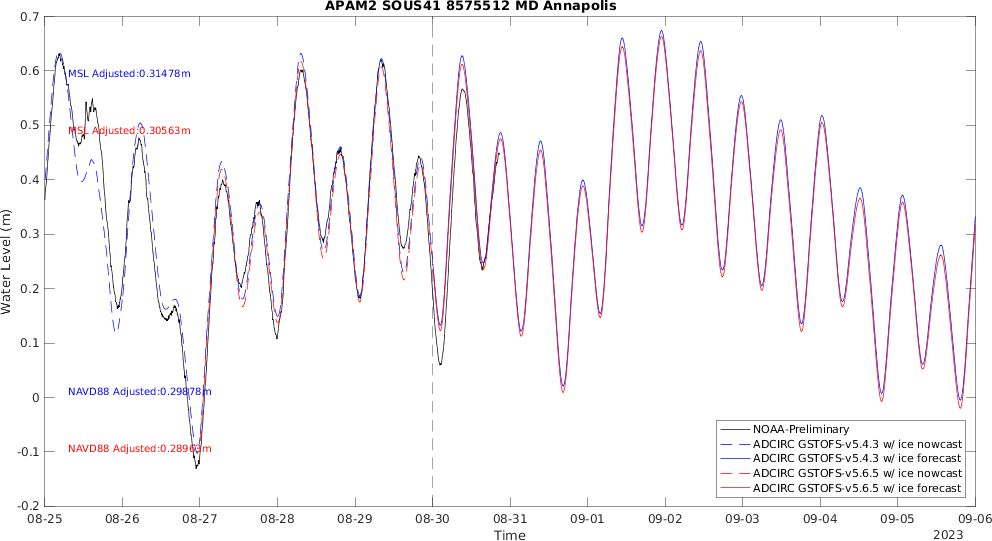 APAM2 SOUS41 8575512 MD Annapolis
0.7
0.6
0.5
0.4
0.3
0.2
0.1
0
-0.1
-0.2
Water Level (m)
MSL Adjusted:0.31478m
MSL Adjusted:0.30563m
NAVD88 Adjusted:0.29878m
NAVD88 Adjusted:0.28963m
NOAA-Preliminary
ADCIRC GSTOFS-v5.4.3 w/ ice nowcast
ADCIRC GSTOFS-v5.4.3 w/ ice forecast
ADCIRC GSTOFS-v5.6.5 w/ ice nowcast
ADCIRC GSTOFS-v5.6.5 w/ ice forecast
08-25 08-26 08-27 08-28 08-29 08-30 08-31 09-01 09-02 09-03 09-04 09-05 09-06
Time
2023